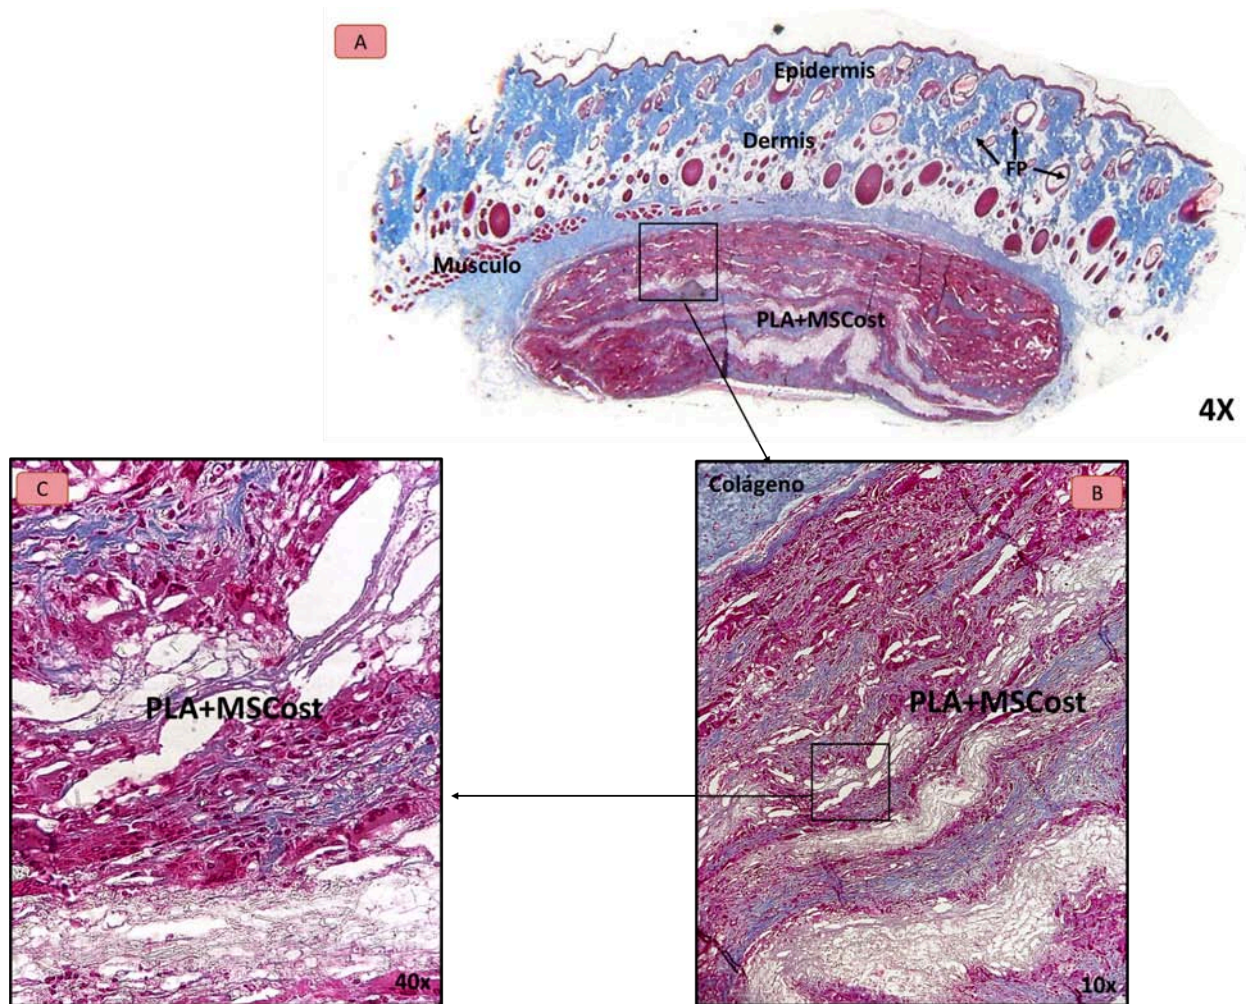 A
Epidermis
Dermis
FP
Musculo
PLA+MSCost
4X
C
PLA+MSCost
40x
Colágeno
B
PLA+MSCost
10x